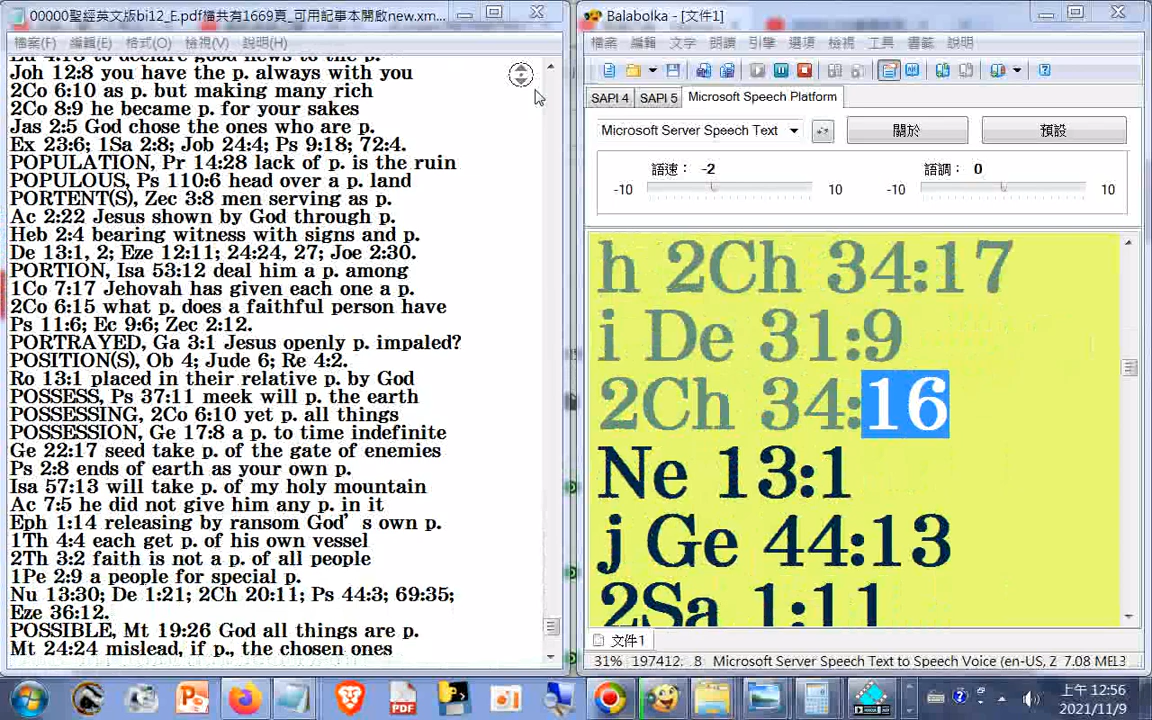 00000聖經英文版bi12_E.pdf檔共有1669頁_可用記事本開啟new.xm...
檔案(F) 編輯(E) 格式(O) 檢視(V) 說明(H)
Lu 4:18 to declare good news to the p.
Joh 12:8 you have the p. always with you
2Co 6:10 as p. but making many rich
2Co 8:9 he became p. for your sakes
Jas 2:5 God chose the ones who are p.
Ex 23:6; 1Sa 2:8; Job 24:4; Ps 9:18; 72:4.
POPULATION, Pr 14:28 lack of p. is the ruin
POPULOUS, Ps 110:6 head over a p. land
PORTENT(S), Zec 3:8 men serving as p.
Ac 2:22 Jesus shown by God through p.
Heb 2:4 bearing witness with signs and p.
De 13:1, 2; Eze 12:11; 24:24, 27; Joe 2:30.
PORTION, Isa 53:12 deal him a p. among
1Co 7:17 Jehovah has given each one a p.
2Co 6:15 what p. does a faithful person have
Ps 11:6; Ec 9:6; Zec 2:12.
PORTRAYED, Ga 3:1 Jesus openly p. impaled?
POSITION(S), Ob 4; Jude 6; Re 4:2.
Ro 13:1 placed in their relative p. by God
POSSESS, Ps 37:11 meek will p. the earth
POSSESSING, 2Co 6:10 yet p. all things
POSSESSION, Ge 17:8 a p. to time indefinite
Ge 22:17 seed take p. of the gate of enemies
Ps 2:8 ends of earth as your own p.
Isa 57:13 will take p. of my holy mountain
Ac 7:5 he did not give him any p. in it
Eph 1:14 releasing by ransom God's own p.
1Th 4:4 each get p. of his own vessel
2Th 3:2 faith is not a p. of all people
1Pe 2:9 a people for special p.
Nu 13:30; De 1:21; 2Ch 20:11; Ps 44:3; 69:35;
Eze 36:12.
POSSIBLE, Mt 19:26 God all things are p.
Mt 24:24 mislead, if p., the chosen ones
Balabolka - [文件1]
檔案 編輯 文字 朗讀 引擎 選項 檢視 工具 書籤 說明
SAPI 4 SAPI 5 Microsoft Speech Platform
Microsoft Server Speech Text 關於 預設
語速： -2 語調： 0
-10 10 -10 10
h 2Ch 34:17
i De 31:9
2Ch 34:16
Ne 13:1
j Ge 44:13
2Sa 1:11
文件1
31% 197412. 8 Microsoft Server Speech Text to Speech Voice (en-US, Z 7.08 ME
上午 12:56
2021/11/9